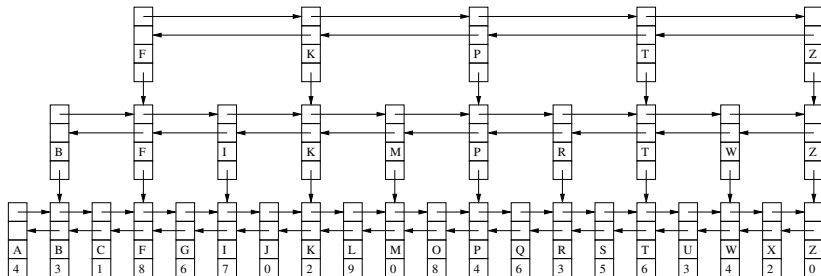 F K P T Z
B F I K M P R T W Z
A B C F G I J K L M O P Q R S T U W X Z
4 3 1 8 6 7 0 2 9 0 8 4 6 3 5 6 3 4 2 0